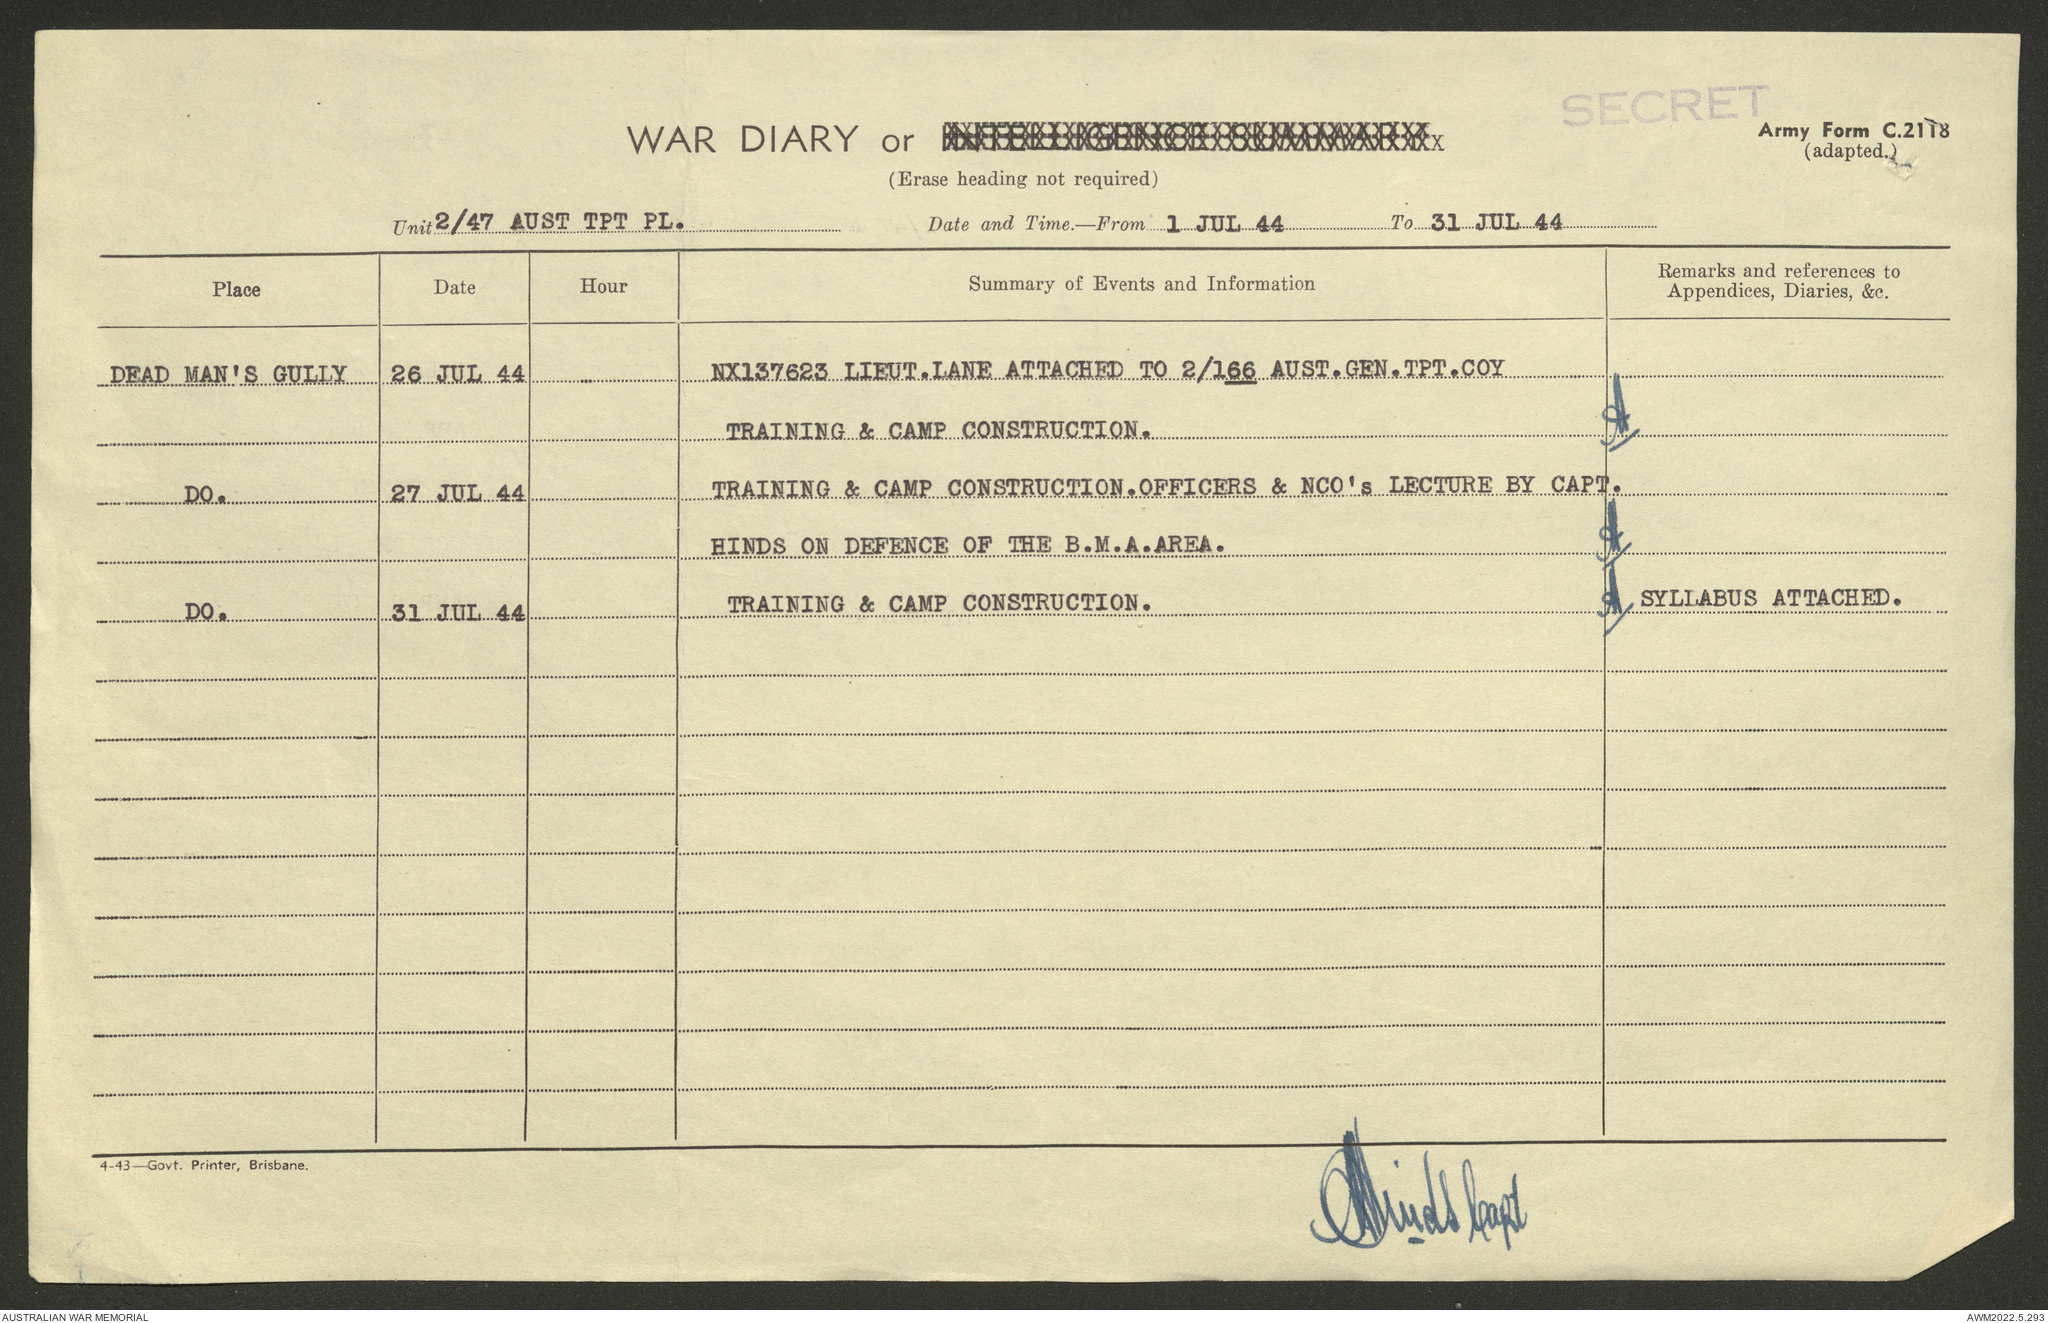 SECRET
WAR DIARY or INTELLIGENCE SUMMARY
Army Form C.2118
(adapted.)
(Erase heading not required)
Unit 2/47 AUST TPT PL. Date and Time.—From 1 JUL 44 To 31 JUL 44
Place Date Hour Summary of Events and Information Remarks and references to
Appendices, Diaries, &c.
DEAD MAN'S GULLY 26 JUL 44 NX137623 LIEUT.LANE ATTACHED TO 2/166 AUST.GEN.TPT.COY
TRAINING & CAMP CONSTRUCTION.
DO. 27 JUL 44 TRAINING & CAMP CONSTRUCTION.OFFICERS & NCO's LECTURE BY CAPT.
HINDS ON DEFENCE OF THE B.M.A.AREA.
DO. 31 JUL 44 TRAINING & CAMP CONSTRUCTION. SYLLABUS ATTACHED.
4-43—Govt. Printer, Brisbane.
Hinds Capt
AUSTRALIAN WAR MEMORIAL AWM2022.5.293